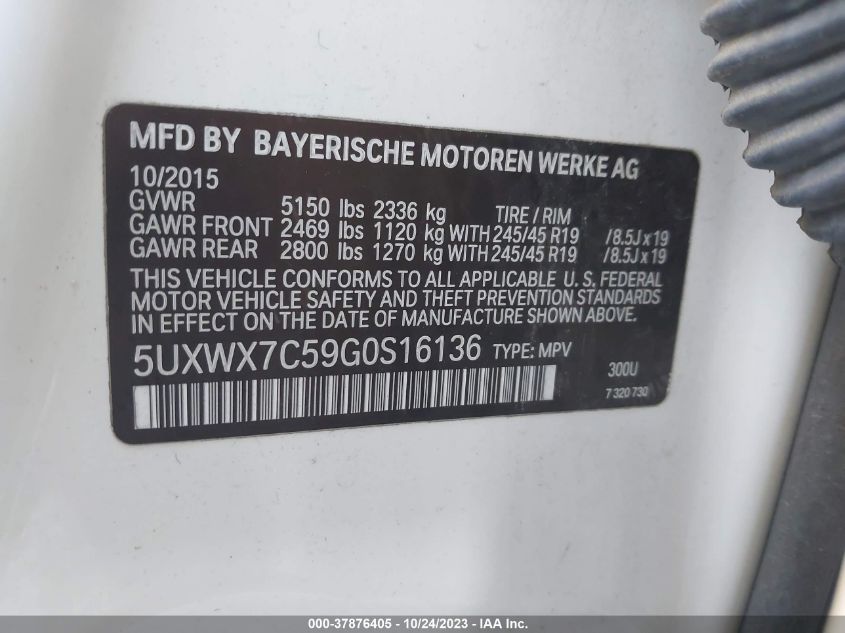 MFD BY BAYERISCHE MOTOREN WERKE AG
10/2015
GVWR 5150 lbs 2336 kg TIRE / RIM
GAWR FRONT 2469 lbs 1120 kg WITH 245/45 R19 /8.5J x 19
GAWR REAR 2800 lbs 1270 kg WITH 245/45 R19 /8.5J x 19
THIS VEHICLE CONFORMS TO ALL APPLICABLE U. S. FEDERAL
MOTOR VEHICLE SAFETY AND THEFT PREVENTION STANDARDS
IN EFFECT ON THE DATE OF MANUFACTURE SHOWN ABOVE.
5UXWX7C59G0S16136 TYPE: MPV 300U
7 320 730
000-37876405 - 10/24/2023 - IAA Inc.